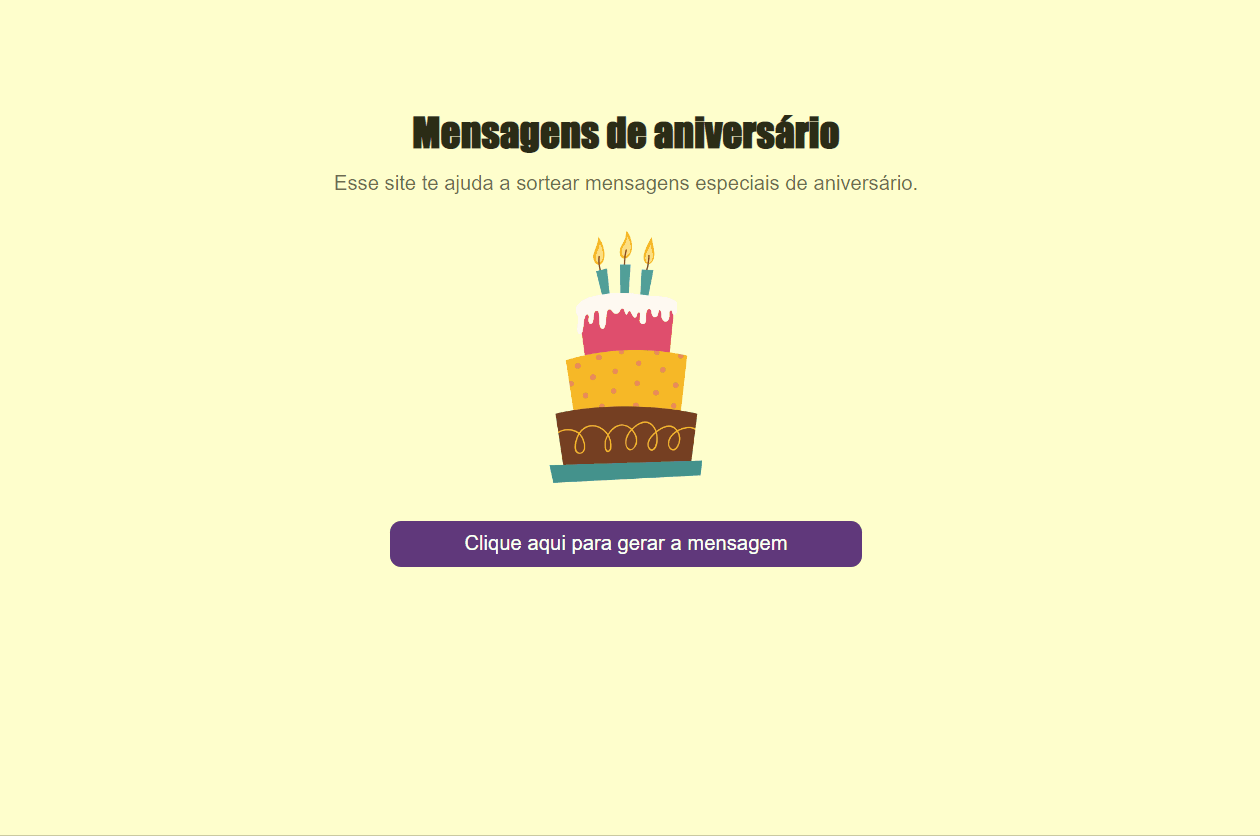 Mensagens de aniversário
Esse site te ajuda a sortear mensagens especiais de aniversário.
Clique aqui para gerar a mensagem